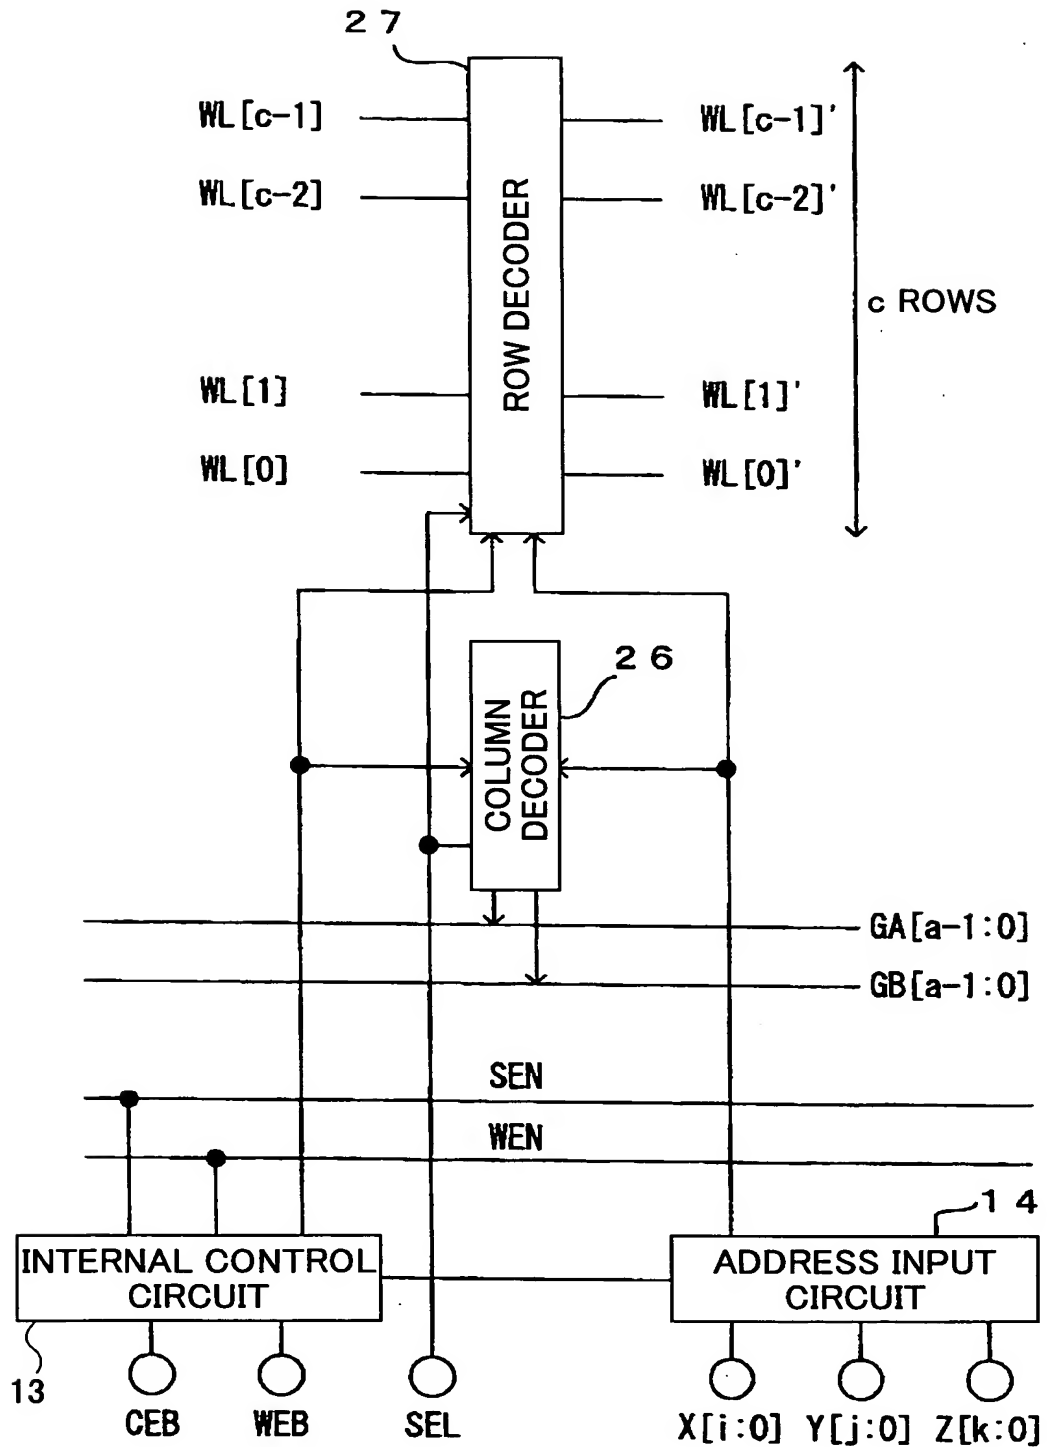 27
WL[c-1]
WL[c-1]'
WL[c-2]
WL[c-2]'
ROW DECODER
c ROWS
WL[1]
WL[1]'
WL[0]
WL[0]'
26
COLUMN
DECODER
GA[a-1:0]
GB[a-1:0]
SEN
WEN
14
INTERNAL CONTROL
CIRCUIT
ADDRESS INPUT
CIRCUIT
13
CEB
WEB
SEL
X[i:0]
Y[j:0]
Z[k:0]